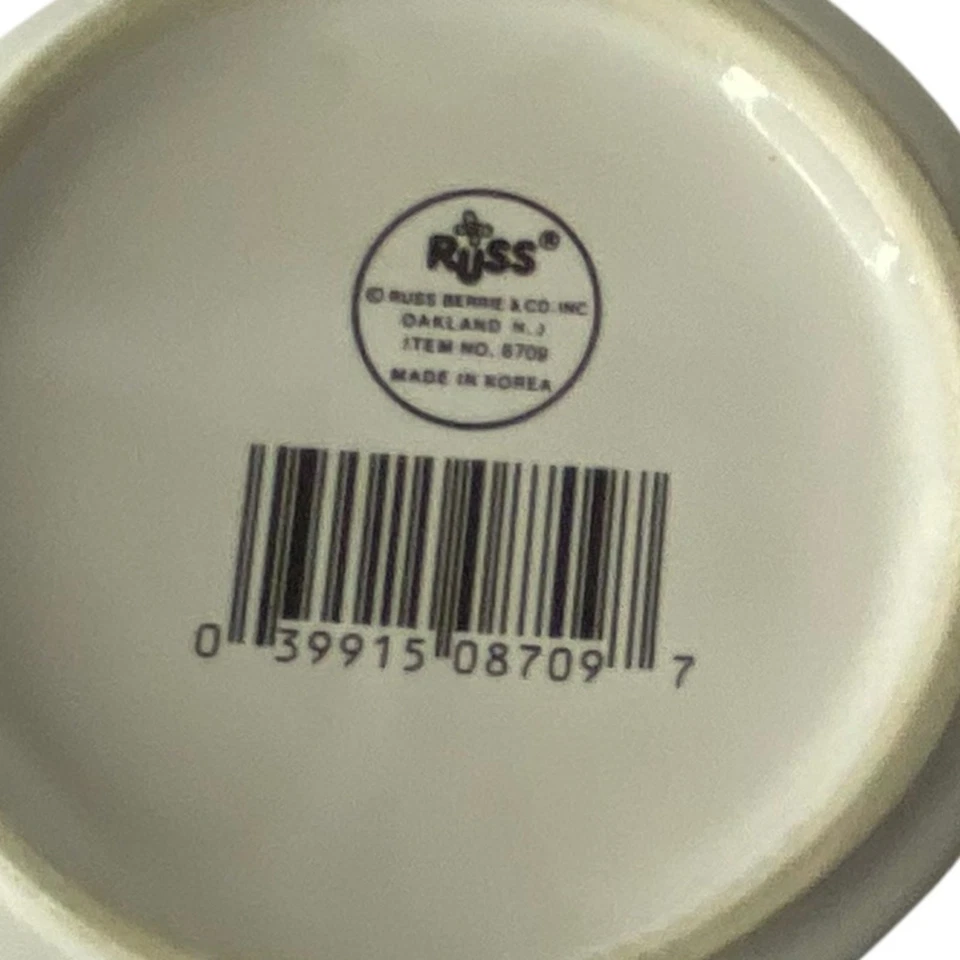 RUSS®
© RUSS BERRIE & CO. INC
OAKLAND N.J
ITEM NO. 8709
MADE IN KOREA
0 39915 08709 7